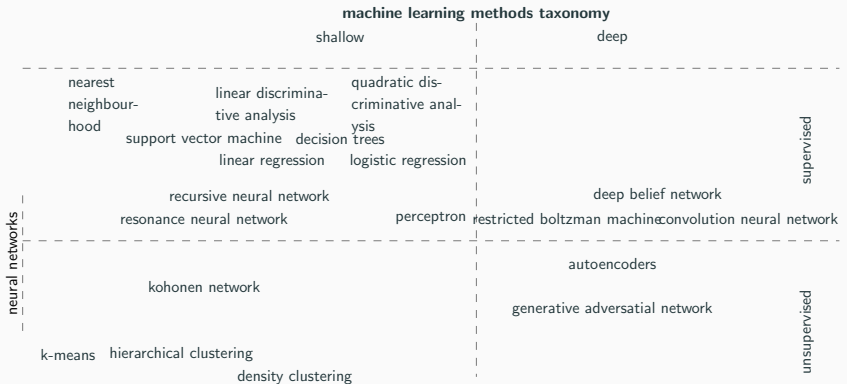 machine learning methods taxonomy
shallow
deep
nearest
neighbour-
hood
linear discrimina-
tive analysis
quadratic dis-
criminative anal-
ysis
support vector machine
decision trees
linear regression
logistic regression
supervised
recursive neural network
deep belief network
resonance neural network
perceptron
restricted boltzman machine
convolution neural network
neural networks
autoencoders
kohonen network
generative adversatial network
unsupervised
k-means
hierarchical clustering
density clustering